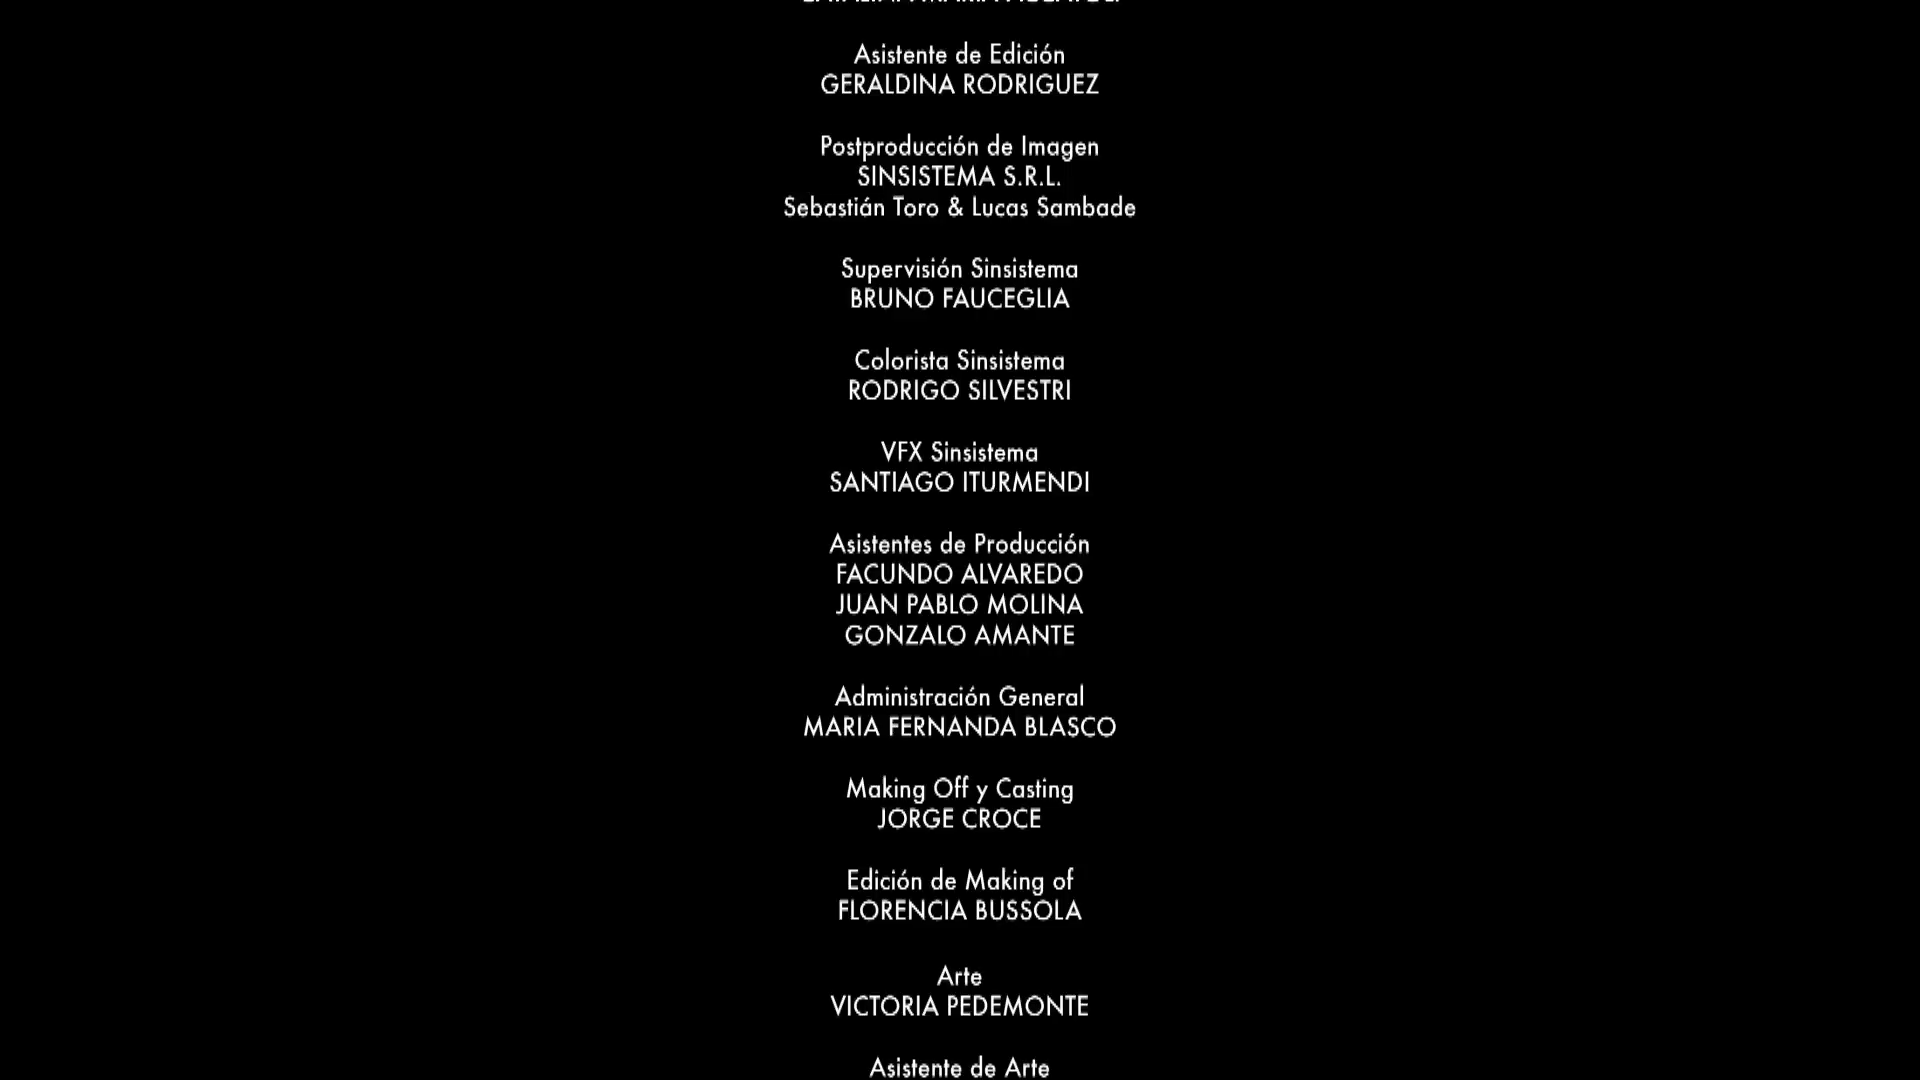 Asistente de Edición
GERALDINA RODRIGUEZ
Postproducción de Imagen
SINSISTEMA S.R.L.
Sebastián Toro & Lucas Sambade
Supervisión Sinsistema
BRUNO FAUCEGLIA
Colorista Sinsistema
RODRIGO SILVESTRI
VFX Sinsistema
SANTIAGO ITURMENDI
Asistentes de Producción
FACUNDO ALVAREDO
JUAN PABLO MOLINA
GONZALO AMANTE
Administración General
MARIA FERNANDA BLASCO
Making Off y Casting
JORGE CROCE
Edición de Making of
FLORENCIA BUSSOLA
Arte
VICTORIA PEDEMONTE
Asistente de Arte